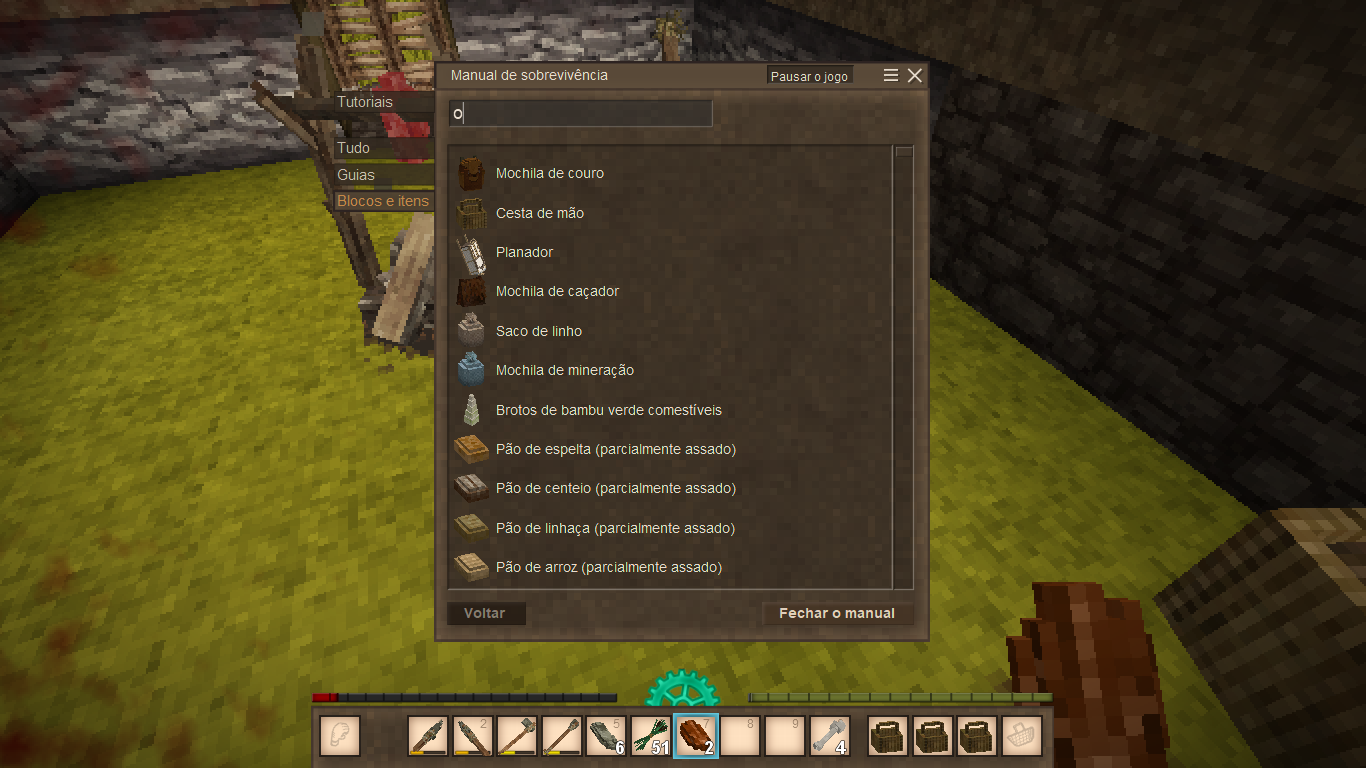 Manual de sobrevivência
Pausar o jogo
Tutoriais
o
Tudo
Guias
Blocos e itens
Mochila de couro
Cesta de mão
Planador
Mochila de caçador
Saco de linho
Mochila de mineração
Brotos de bambu verde comestíveis
Pão de espelta (parcialmente assado)
Pão de centeio (parcialmente assado)
Pão de linhaça (parcialmente assado)
Pão de arroz (parcialmente assado)
Voltar
Fechar o manual
2 5 7 8 9
6 51 2 4